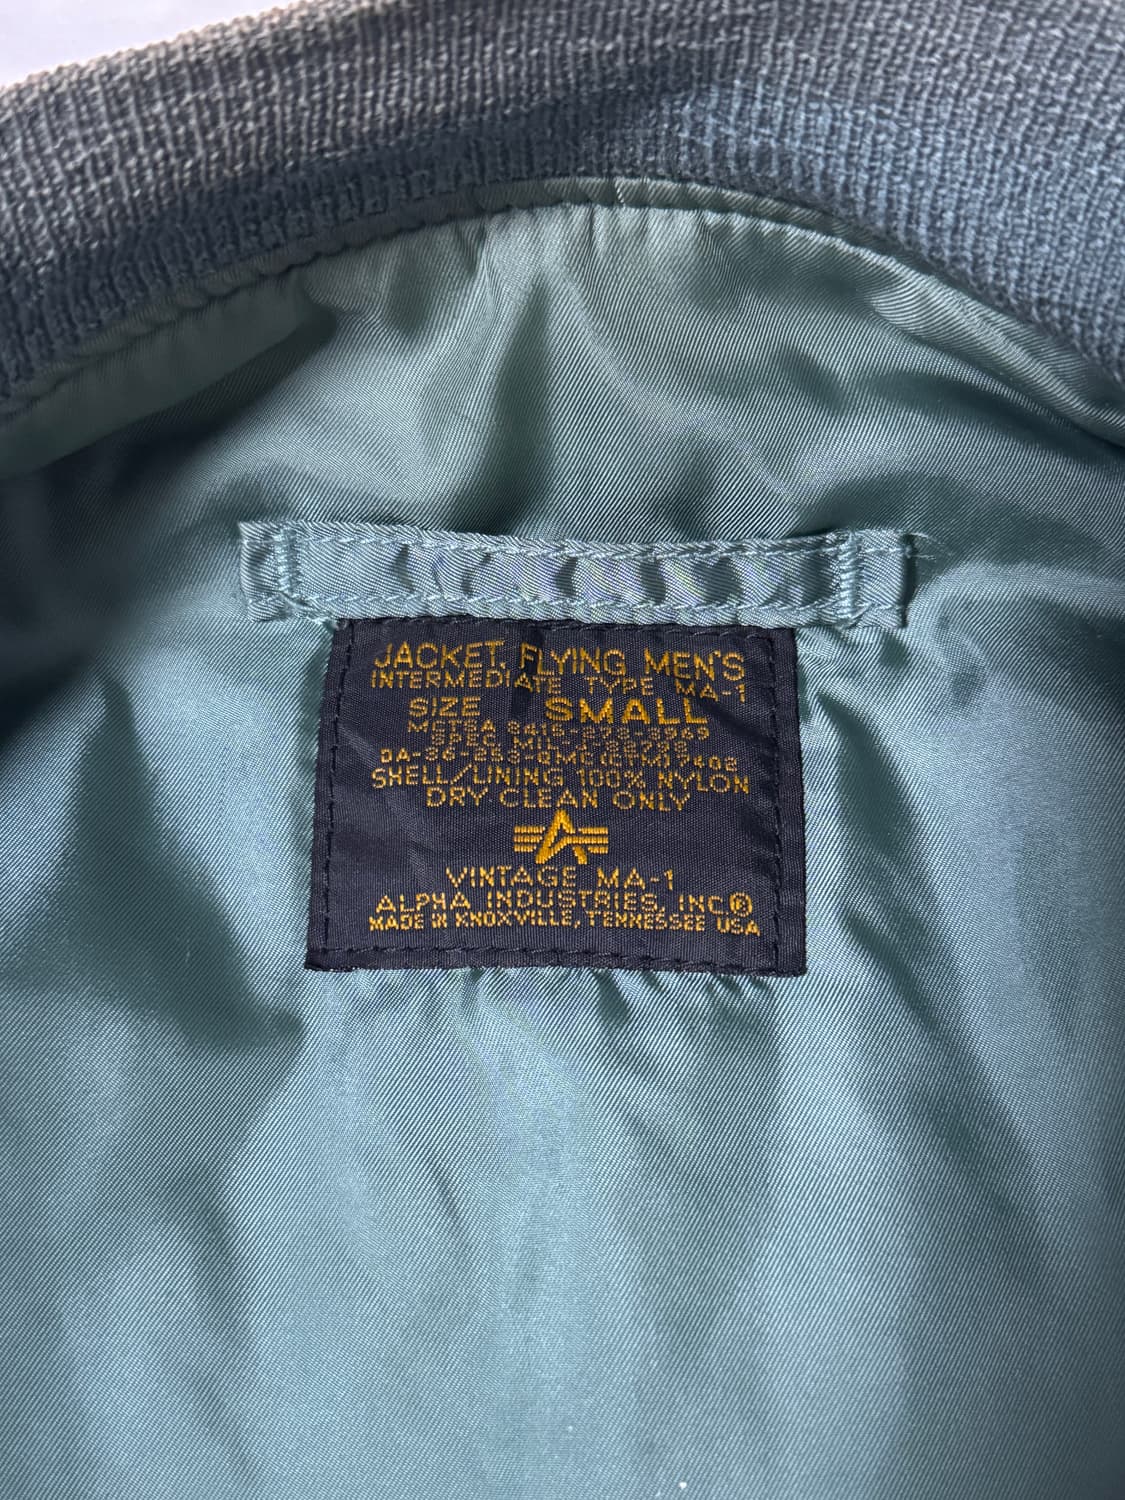 JACKET, FLYING, MEN'S
INTERMEDIATE TYPE MA-1
SIZE SMALL
SHELL/LINING 100% NYLON
DRY CLEAN ONLY
VINTAGE MA-1
ALPHA INDUSTRIES, INC.®
MADE IN KNOXVILLE, TENNESSEE USA